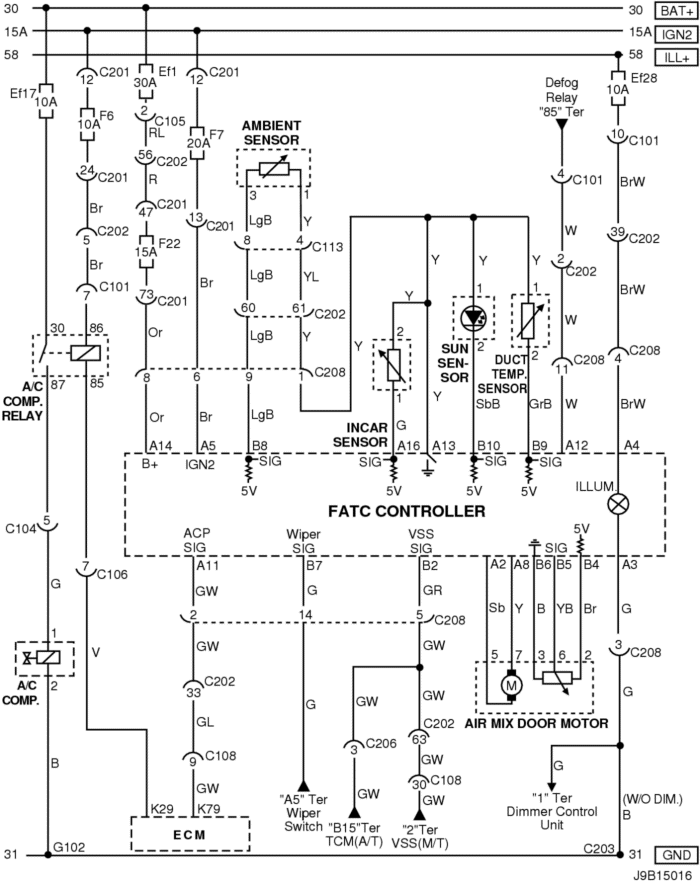 30 30 BAT+
15A 15A IGN2
58 58 ILL+
C201 Ef1 C201
12 30A 12
Ef17 10A
F6 10A
2 C105
RL
F7 20A
AMBIENT SENSOR
Defog Relay "85" Ter
Ef28 10A
10 C101
56 C202
R
24 C201
3 1
4 C101
BrW
Br
47 C201
13 C201
LgB Y
W
5 C202
F22 15A
8 4 C113
39 C202
2 C202
Br
Br
LgB YL
Y Y Y
7 C101
73 C201
60 61 C202
BrW
Y
1 1
W
30 86
Or
LgB Y
2
Y
SUN SEN- SOR
2
DUCT TEMP. SENSOR
2
C208
11
C208
4
A/C COMP. RELAY
87 85
8 6 9 1 C208
Y
1
SbB GrB W BrW
Or Br LgB
INCAR SENSOR
G
A14 A5 B8 A16 A13 B10 B9 A12 A4
B+ IGN2 SIG SIG SIG SIG
5V 5V 5V 5V
ILLUM.
FATC CONTROLLER
C104 5
ACP SIG
Wiper SIG
VSS SIG
SIG 5V
A11 B7 B2 A2 A8 B6 B5 B4 A3
7 C106
G
GW G GR Sb Y B YB Br G
2 14 5 C208
1
A/C COMP.
2
V
GW GW
3 C208
5 7 3 6 2
M
AIR MIX DOOR MOTOR
33 C202
GW GW
G
G
GL
C202
63
3 C206
9 C108
GW
G
B
30 C108
GW GW GW
"1" Ter Dimmer Control Unit
(W/O DIM.)
B
K29 K79
ECM
"A5" Ter Wiper Switch
"B15"Ter TCM(A/T)
"2"Ter VSS(M/T)
31 G102 C203 31 GND
J9B15016